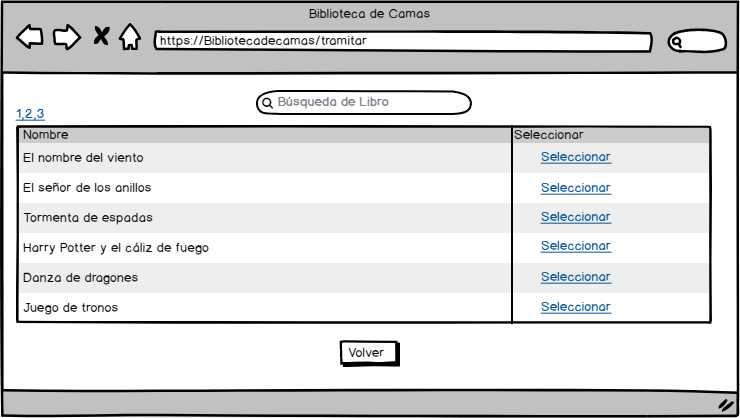 Biblioteca de Camas
https://Bibliotecadecamas/tramitar
Búsqueda de Libro
1,2,3
Nombre Seleccionar
El nombre del viento Seleccionar
El señor de los anillos Seleccionar
Tormenta de espadas Seleccionar
Harry Potter y el cáliz de fuego Seleccionar
Danza de dragones Seleccionar
Juego de tronos Seleccionar
Volver